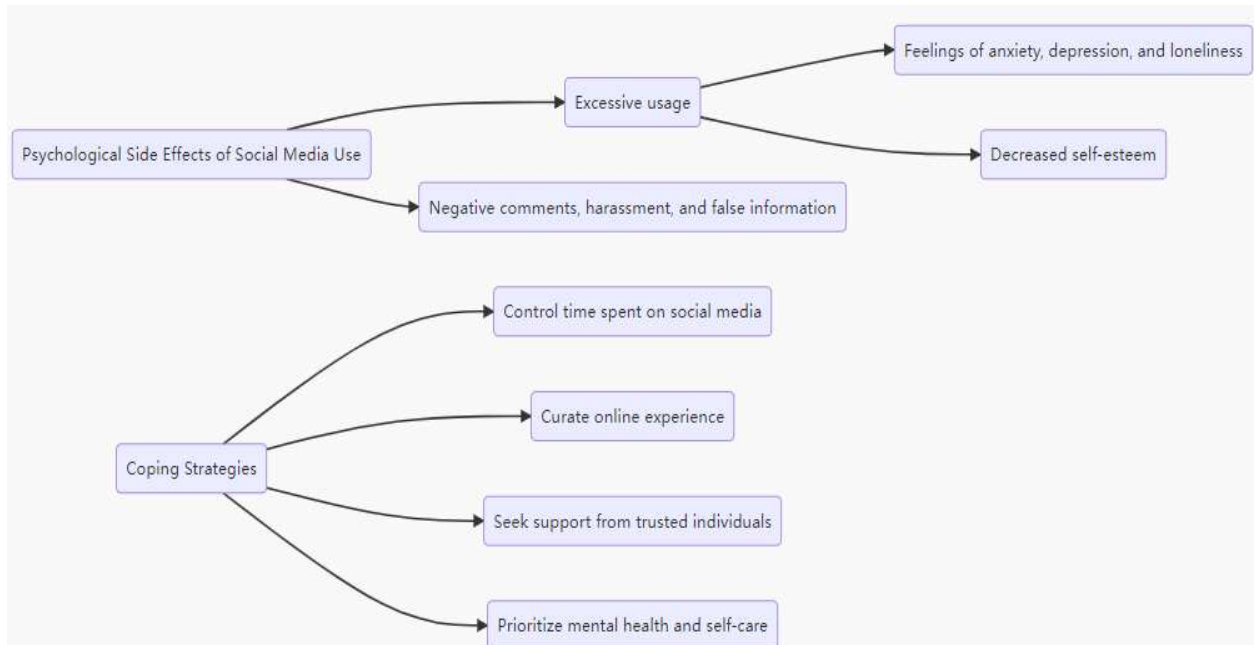 Psychological Side Effects of Social Media Use
Excessive usage
Feelings of anxiety, depression, and loneliness
Decreased self-esteem
Negative comments, harassment, and false information
Coping Strategies
Control time spent on social media
Curate online experience
Seek support from trusted individuals
Prioritize mental health and self-care